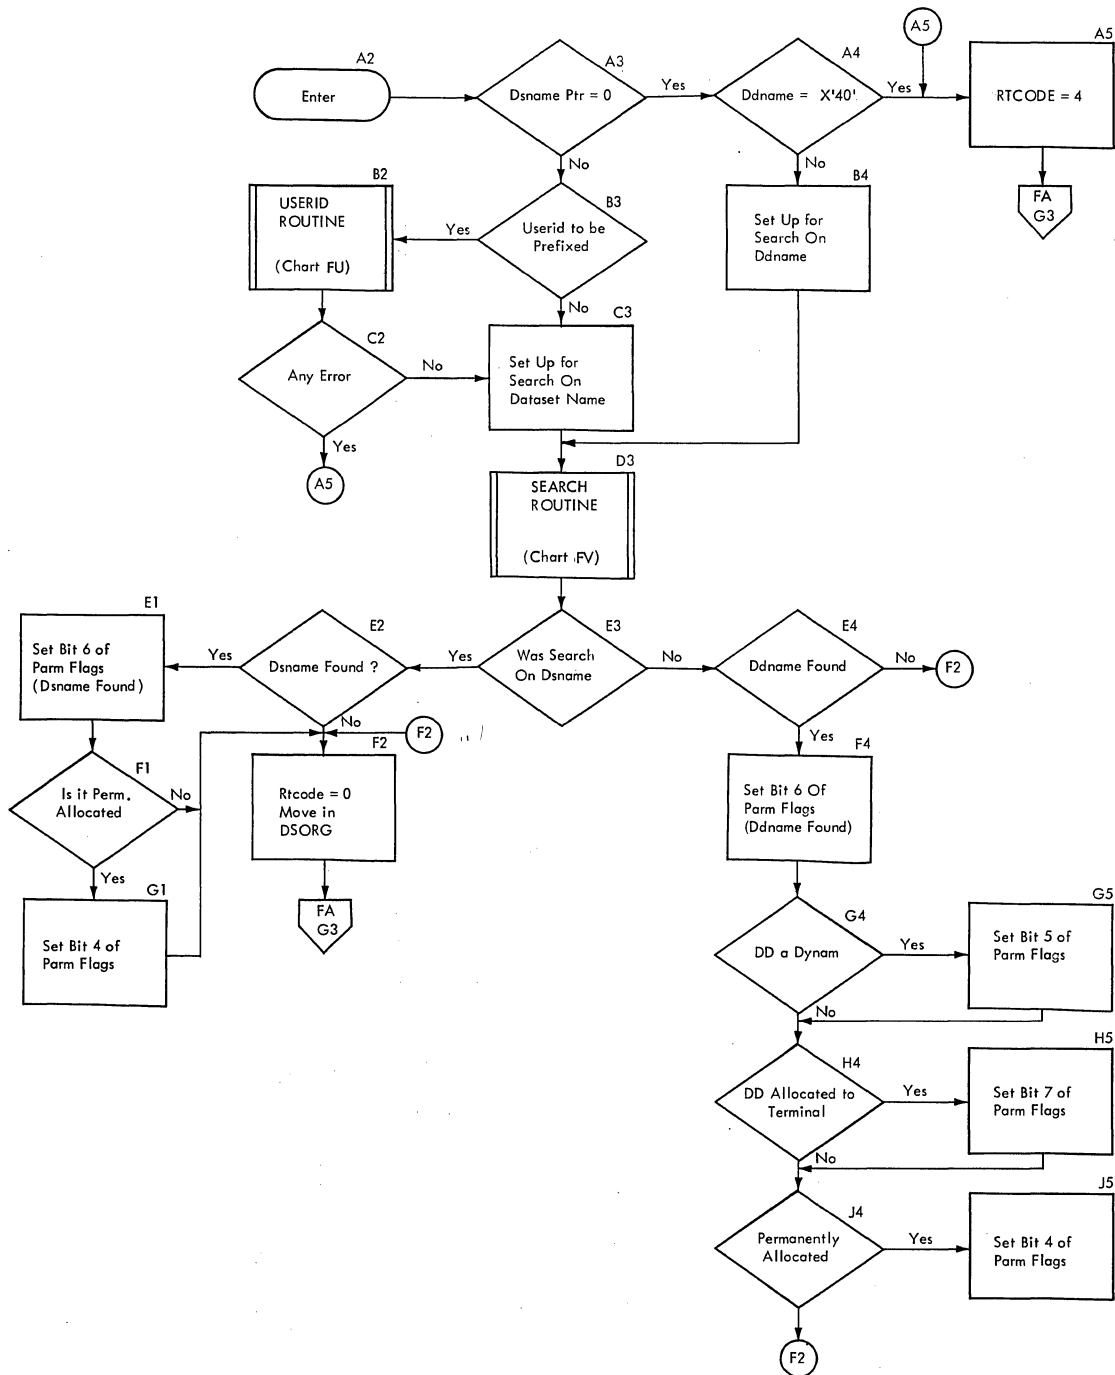 A2
Enter
A3
Dsname Ptr = 0
Yes
No
A4
Ddname = X'40'
Yes
No
A5
A5
RTCODE = 4
FA
G3
B2
USERID
ROUTINE
(Chart FU)
Yes
B3
Userid to be
Prefixed
No
B4
Set Up for
Search On
Ddname
C2
Any Error
No
Yes
A5
C3
Set Up for
Search On
Dataset Name
D3
SEARCH
ROUTINE
(Chart FV)
E1
Set Bit 6 of
Parm Flags
(Dsname Found)
Yes
E2
Dsname Found ?
No
Yes
E3
Was Search
On Dsname
No
E4
Ddname Found
No
F2
Yes
F1
Is it Perm.
Allocated
No
Yes
F2
F2
Rtcode = 0
Move in
DSORG
FA
G3
F4
Set Bit 6 Of
Parm Flags
(Ddname Found)
G1
Set Bit 4 of
Parm Flags
G4
DD a Dynam
Yes
No
G5
Set Bit 5 of
Parm Flags
H4
DD Allocated to
Terminal
Yes
No
H5
Set Bit 7 of
Parm Flags
J4
Permanently
Allocated
Yes
J5
Set Bit 4 of
Parm Flags
F2